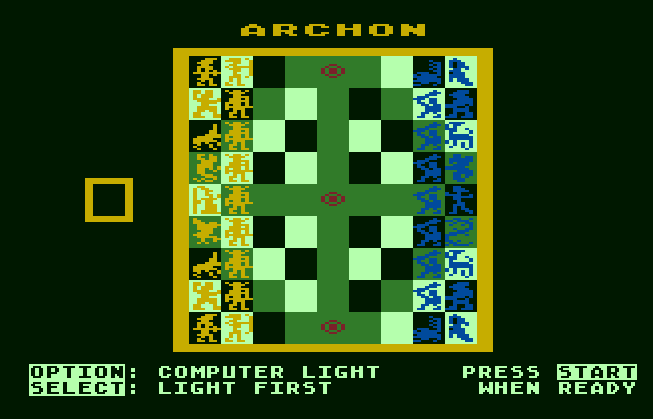 ARCHON
OPTION: COMPUTER LIGHT PRESS START
SELECT: LIGHT FIRST WHEN READY